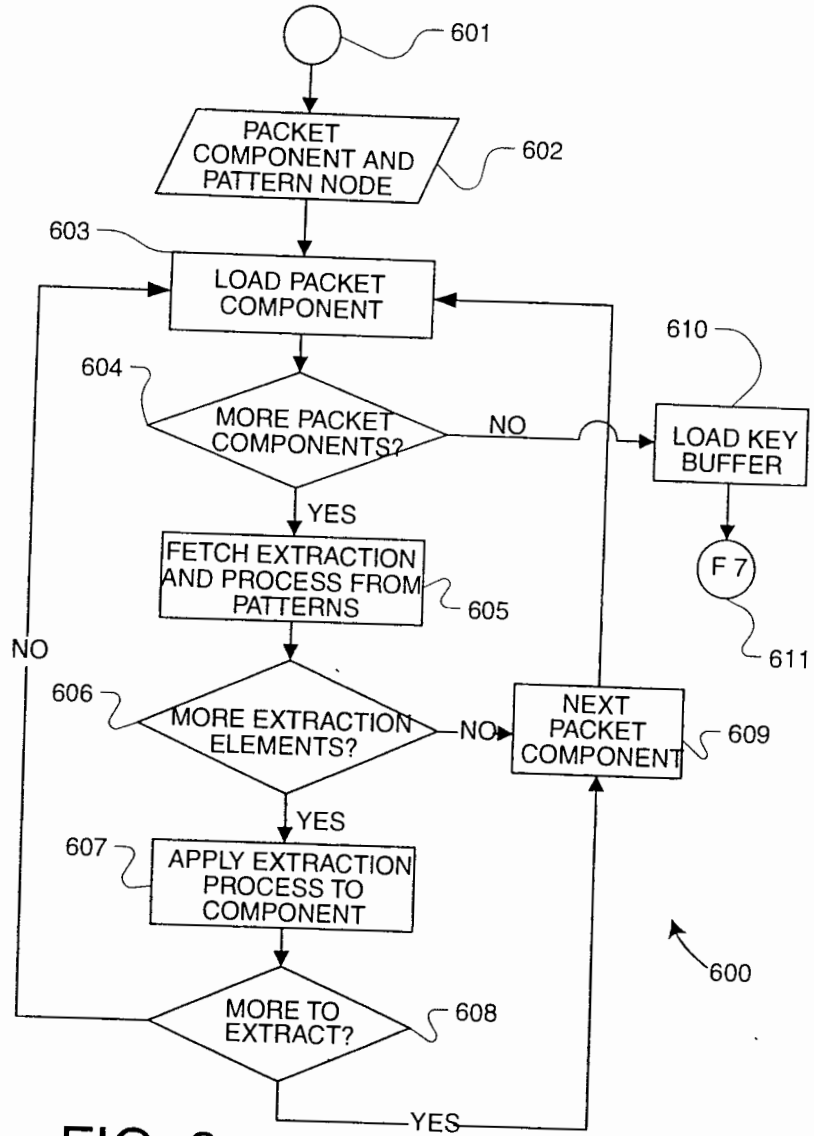 601
PACKET
COMPONENT AND
PATTERN NODE
602
603
LOAD PACKET
COMPONENT
610
604
MORE PACKET
COMPONENTS?
NO
LOAD KEY
BUFFER
YES
FETCH EXTRACTION
AND PROCESS FROM
PATTERNS
605
F 7
611
NO
606
MORE EXTRACTION
ELEMENTS?
NO
NEXT
PACKET
COMPONENT
609
YES
607
APPLY EXTRACTION
PROCESS TO
COMPONENT
600
MORE TO
EXTRACT?
608
YES